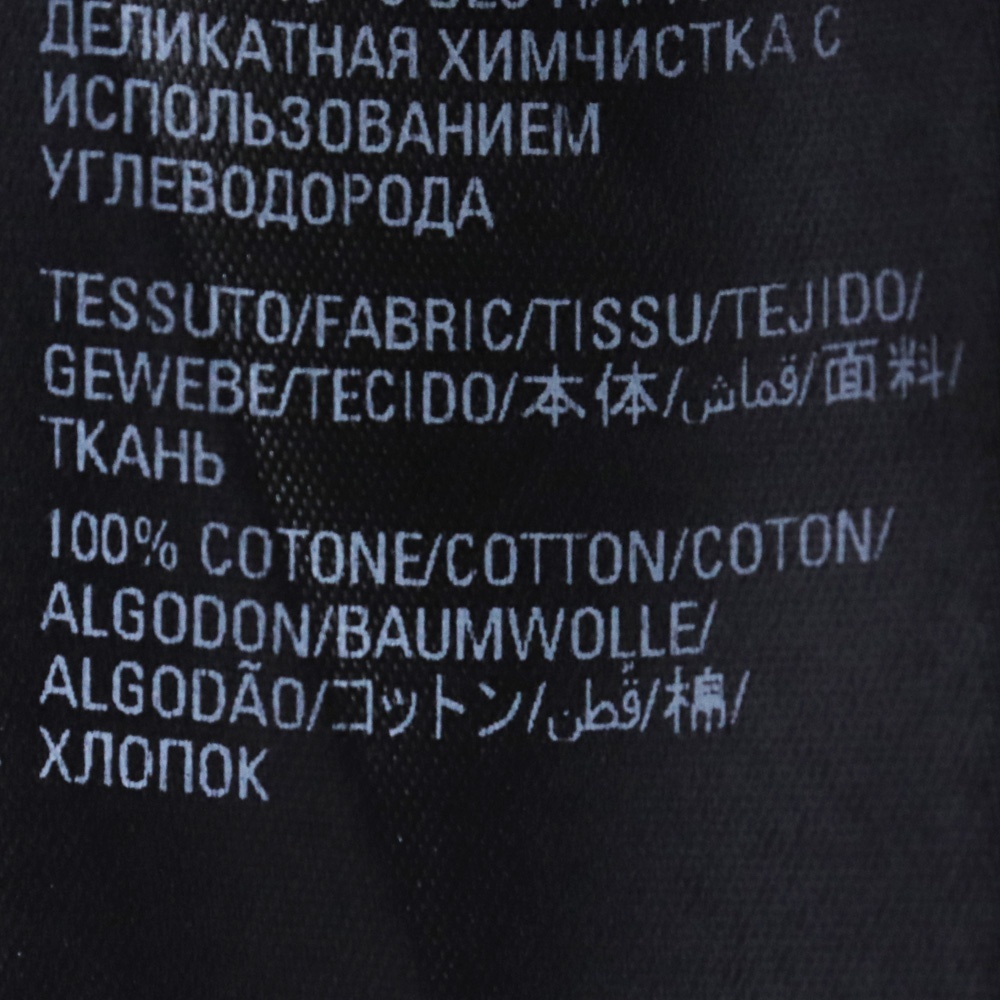 ДЕЛИКАТНАЯ ХИМЧИСТКА С
ИСПОЛЬЗОВАНИЕМ
УГЛЕВОДОРОДА
TESSUTO/FABRIC/TISSU/TEJIDO/
GEWEBE/TECIDO/本体/قماش/面料/
ТКАНЬ
100% COTONE/COTTON/COTON/
ALGODON/BAUMWOLLE/
ALGODÃO/コットン/قطن/棉/
ХЛОПОК